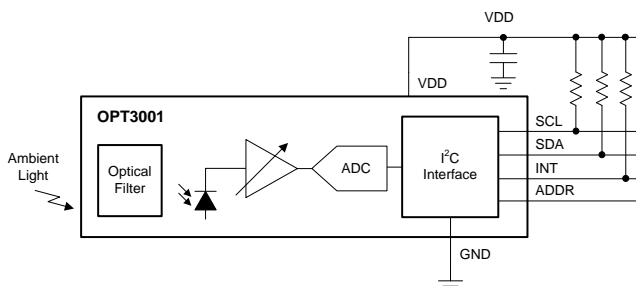 VDD
VDD
OPT3001
SCL
SDA
INT
ADDR
Ambient
Light
Optical
Filter
ADC
I²C
Interface
GND